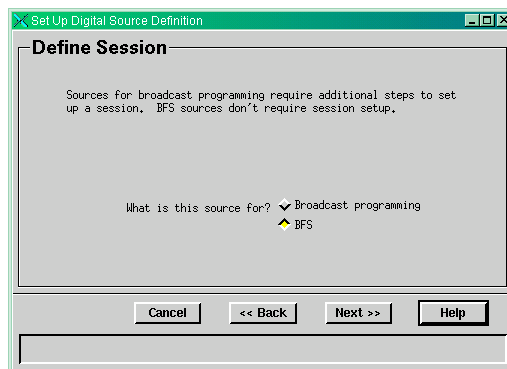 Set Up Digital Source Definition
Define Session
Sources for broadcast programming require additional steps to set
up a session.  BFS sources don't require session setup.
What is this source for? Broadcast programming
BFS
Cancel << Back Next >> Help